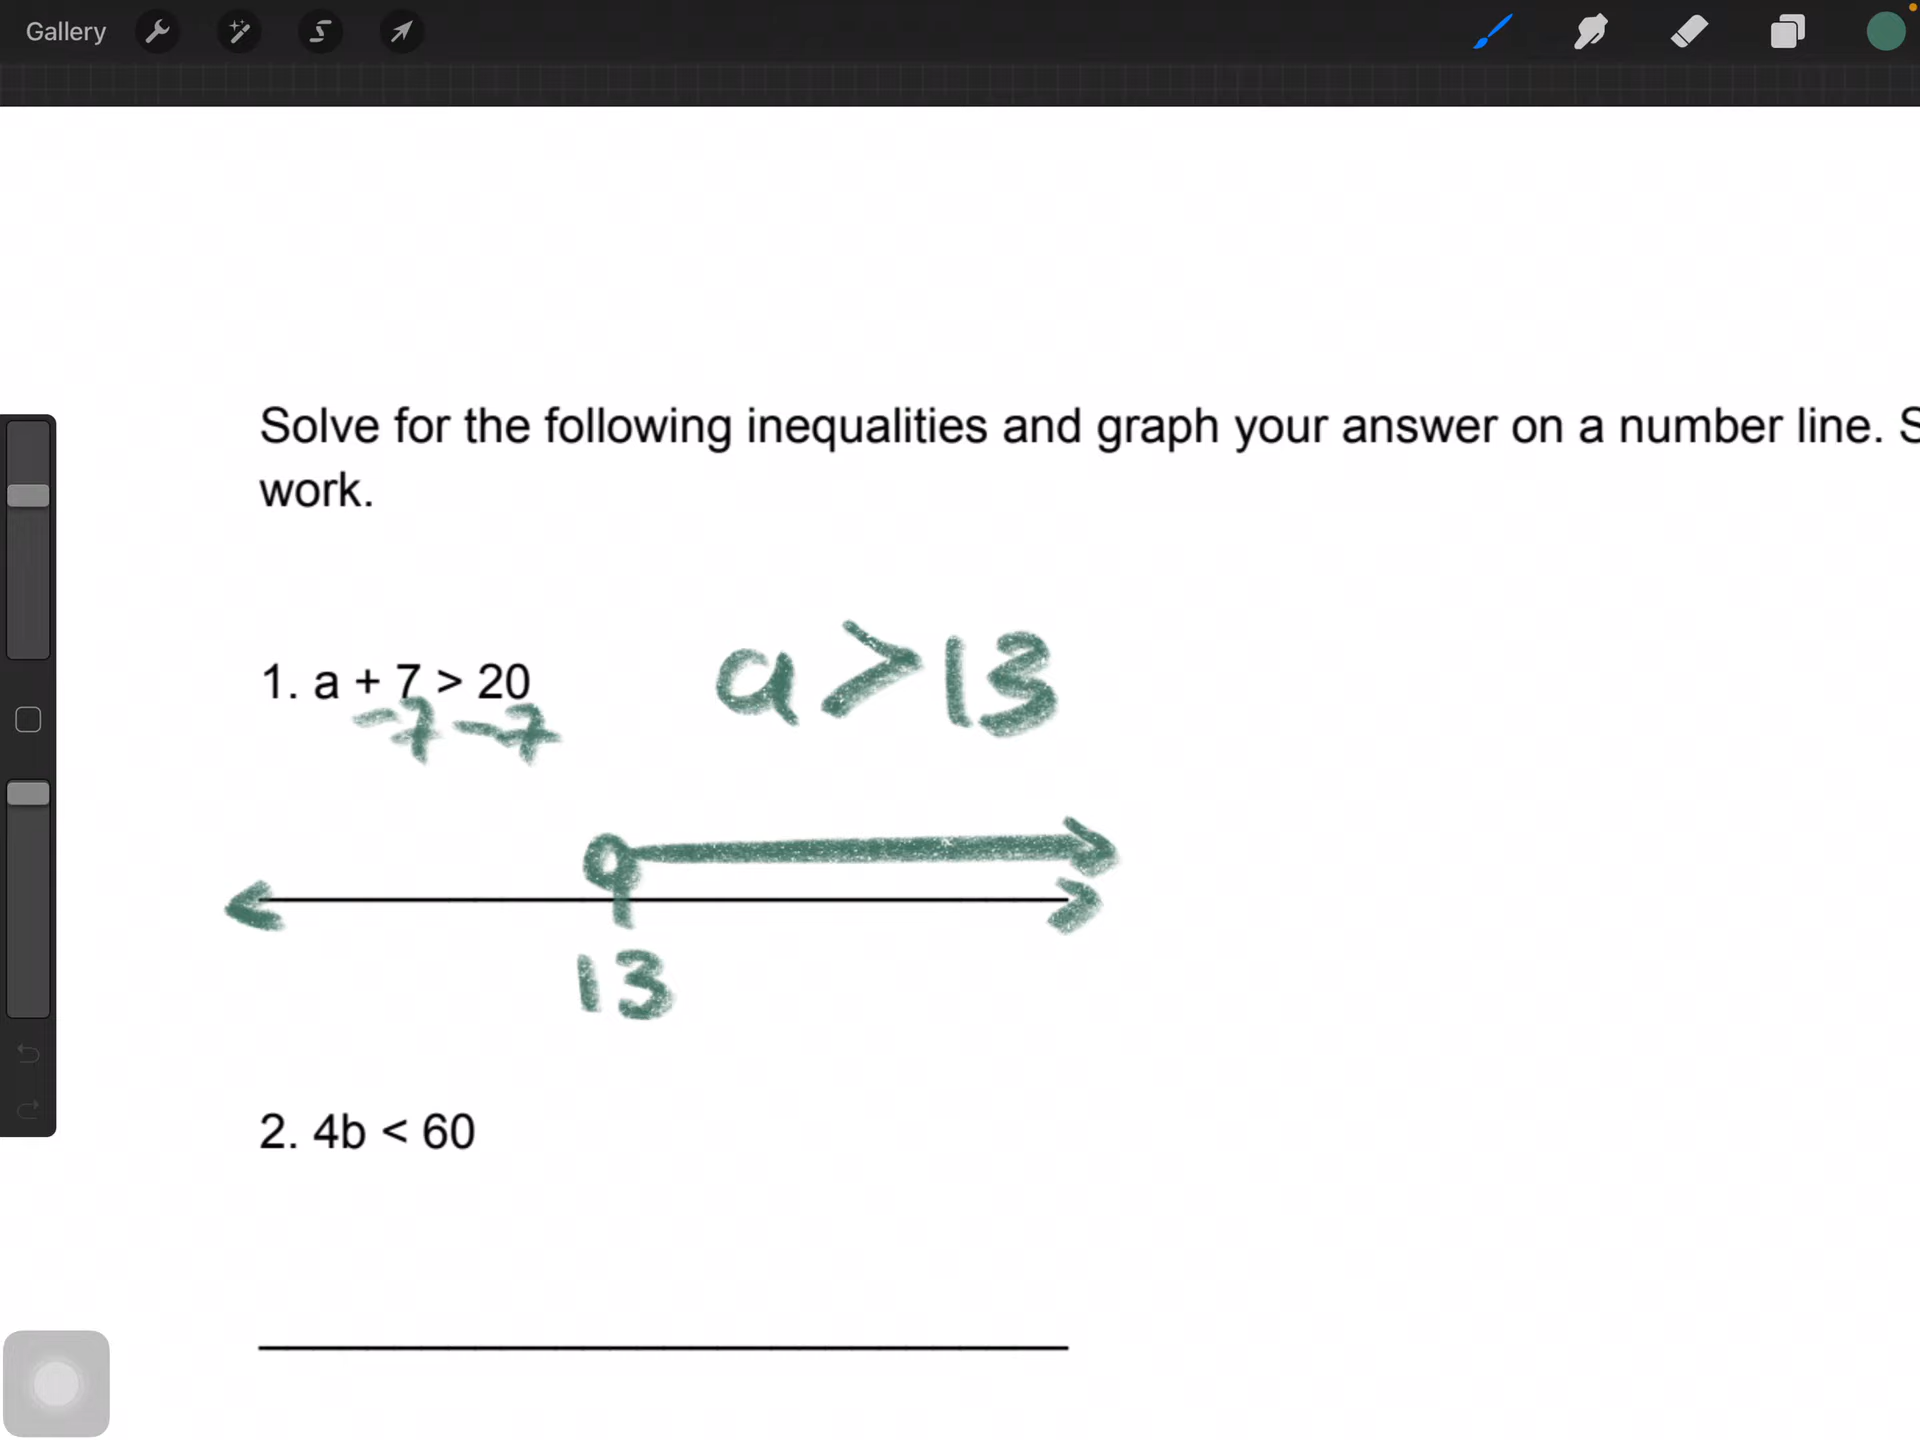 Gallery
Solve for the following inequalities and graph your answer on a number line. S
work.
1. a + 7 > 20
-7 -7
a > 13
13
2. 4b < 60